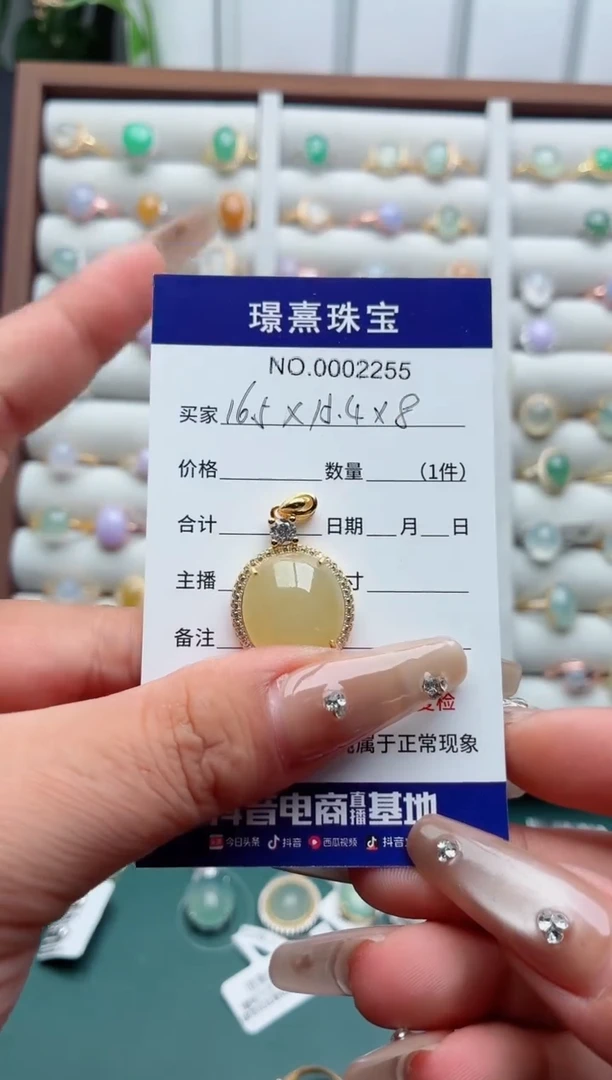 璟熹珠宝
NO.0002255
买家 16.5×15.4×8
价格 数量 (1件)
合计 日期 月 日
主播 寸
备注
检
属于正常现象
抖音电商直播基地
今日头条 抖音 西瓜视频 抖音